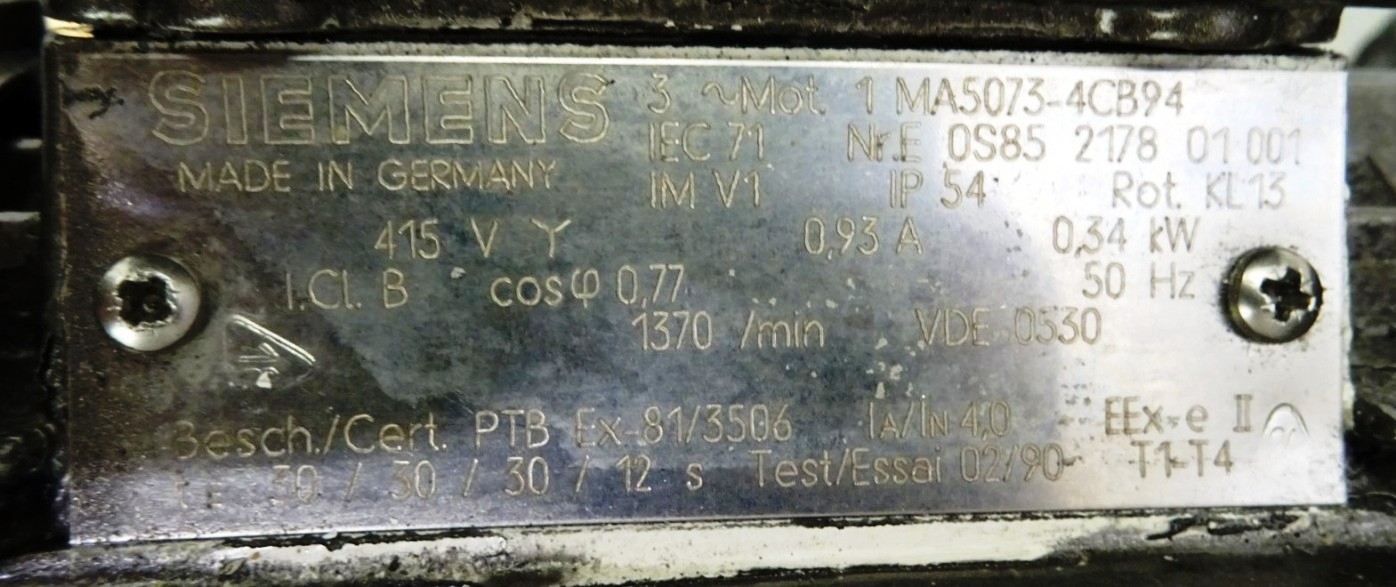 SIEMENS 3 ~Mot. 1 MA5073-4CB94
IEC 71 Nr.E 0S85 2178 01 001
MADE IN GERMANY IM V1 IP 54 Rot. KL13
415 V Y 0,93 A 0,34 kW
I.Cl. B cosφ 0,77 50 Hz
1370 /min VDE 0530
Besch./Cert. PTB Ex-81/3506 IA/IN 4,0 EEx-e II
30 / 30 / 30 / 12 s Test/Essai 02/90 T1-T4